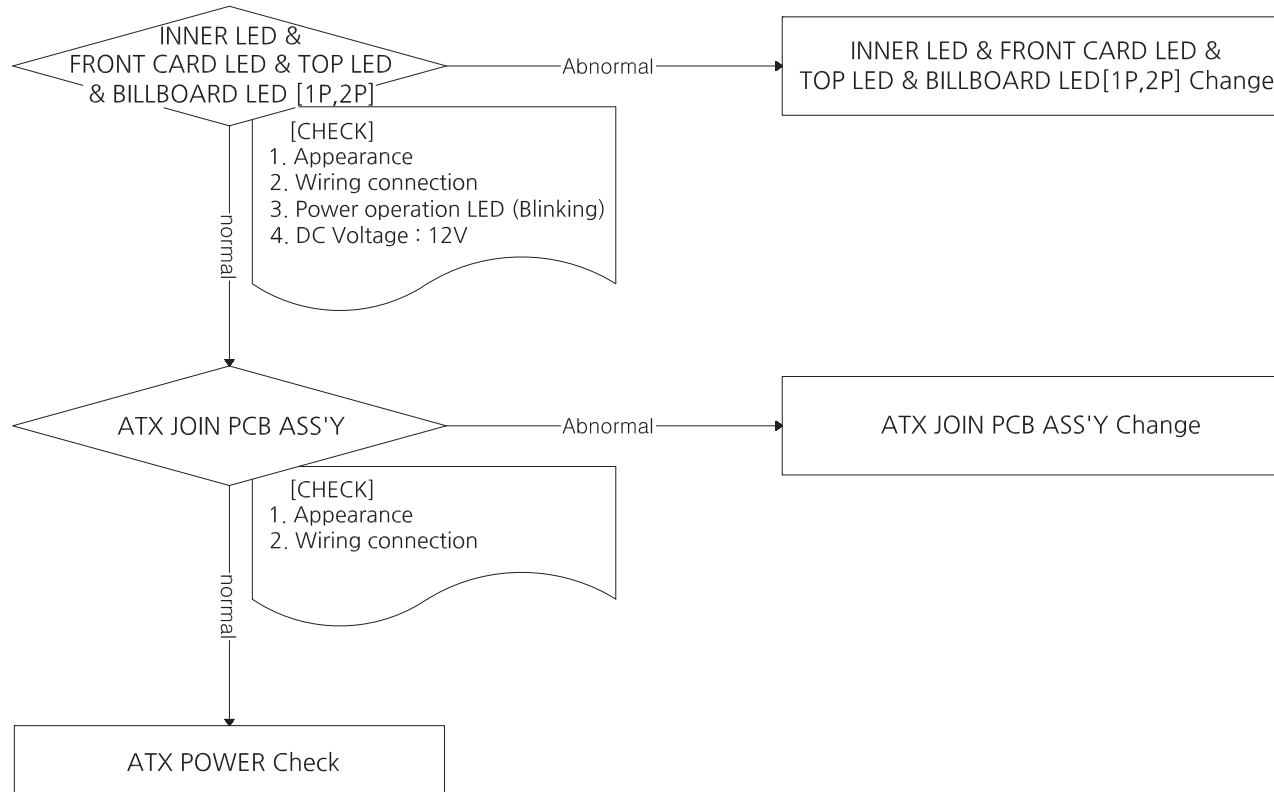 INNER LED &
FRONT CARD LED & TOP LED
& BILLBOARD LED [1P,2P]
Abnormal
INNER LED & FRONT CARD LED &
TOP LED & BILLBOARD LED[1P,2P] Change
[CHECK]
1. Appearance
2. Wiring connection
3. Power operation LED (Blinking)
4. DC Voltage : 12V
normal
ATX JOIN PCB ASS'Y
Abnormal
ATX JOIN PCB ASS'Y Change
[CHECK]
1. Appearance
2. Wiring connection
normal
ATX POWER Check